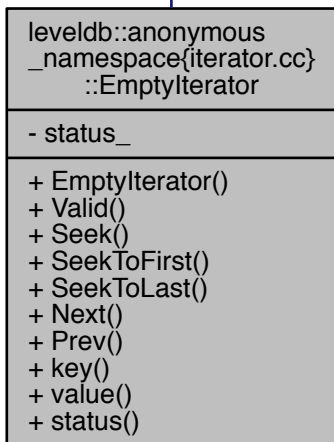 leveldb::anonymous
_namespace{iterator.cc}
::EmptyIterator
- status_
+ EmptyIterator()
+ Valid()
+ Seek()
+ SeekToFirst()
+ SeekToLast()
+ Next()
+ Prev()
+ key()
+ value()
+ status()